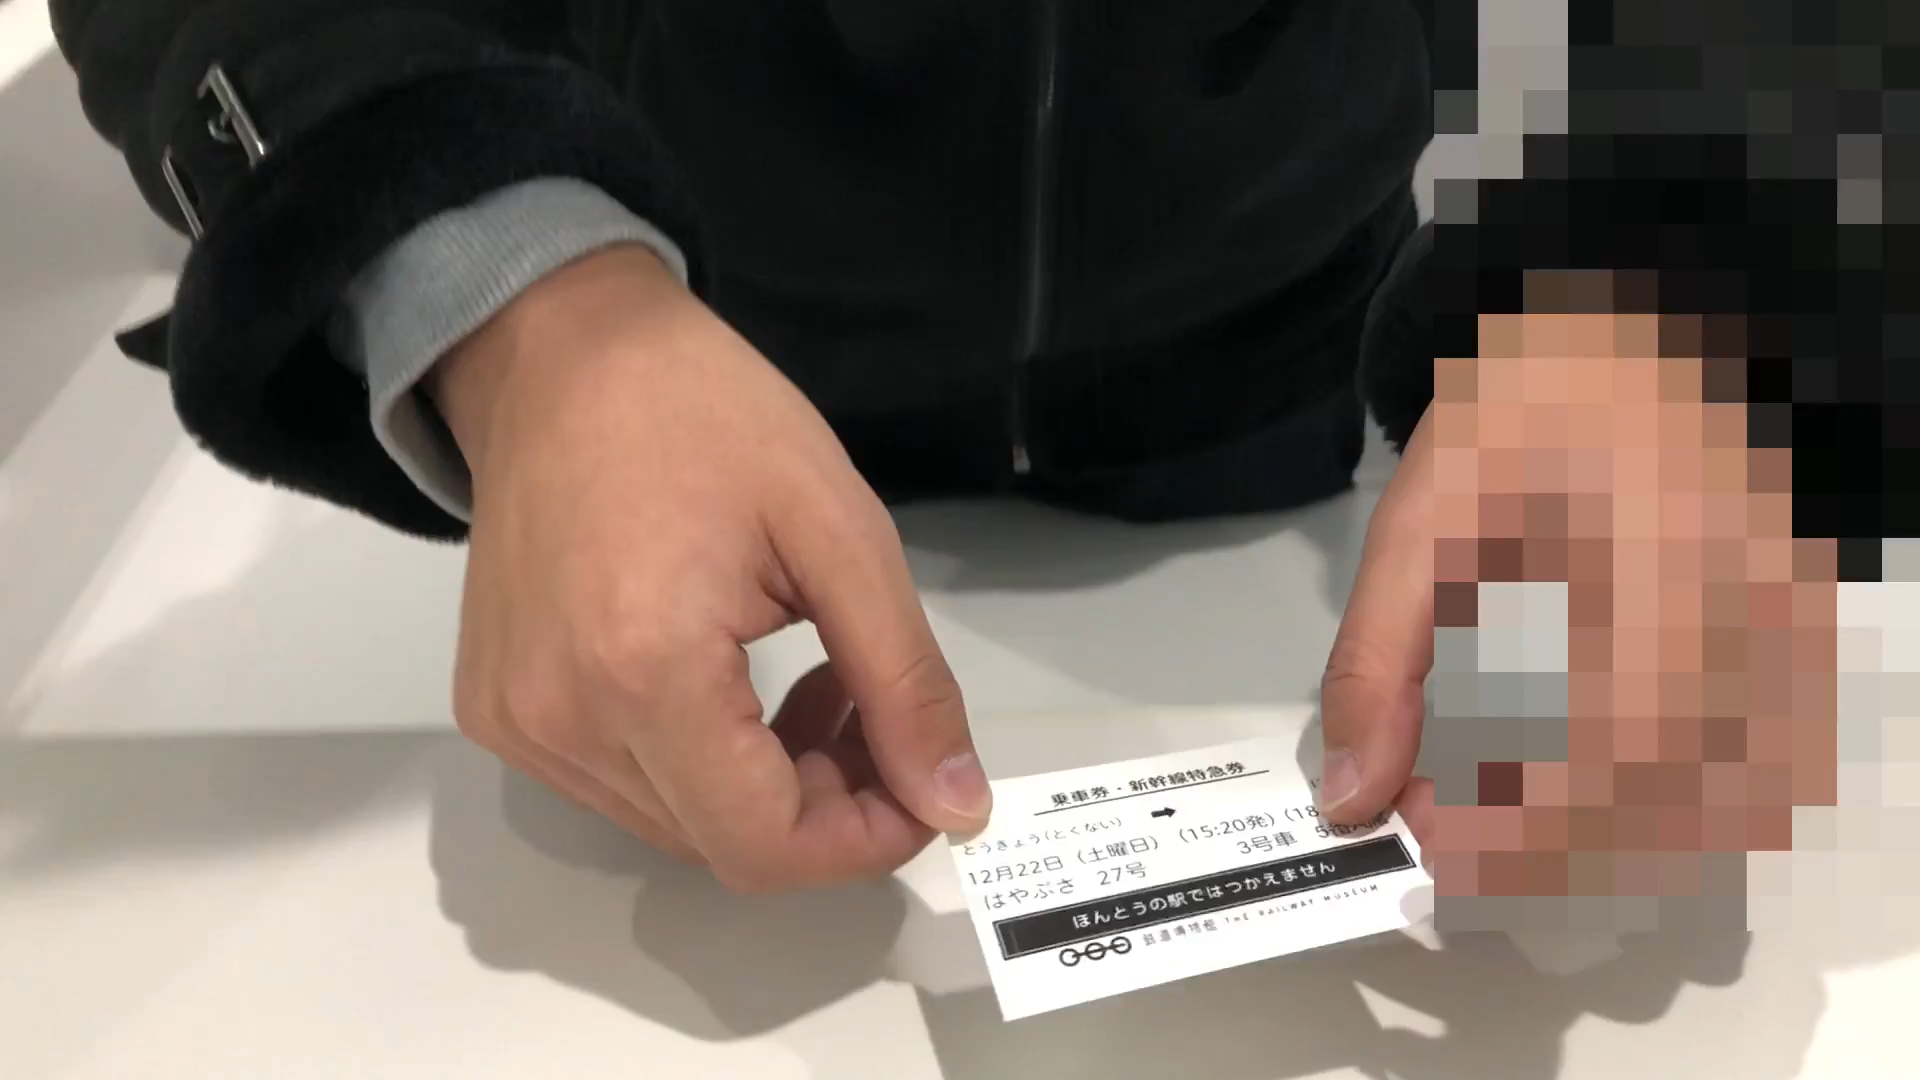 乗車券・新幹線特急券
とうきょう(とくない) ➡
12月22日（土曜日） (15:20発) (18
はやぶさ 27号 3号車 5番
ほんとうの駅ではつかえません
鉄道博物館 THE RAILWAY MUSEUM